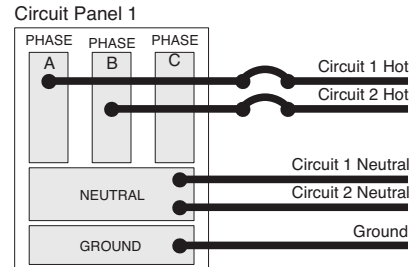 Circuit Panel 1
PHASE PHASE PHASE
A B C
Circuit 1 Hot
Circuit 2 Hot
Circuit 1 Neutral
NEUTRAL
Circuit 2 Neutral
Ground
GROUND